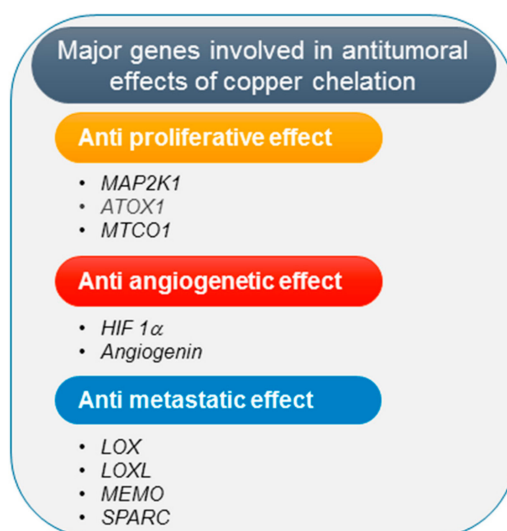 Major genes involved in antitumoral
effects of copper chelation
Anti proliferative effect
• MAP2K1
• ATOX1
• MTCO1
Anti angiogenetic effect
• HIF 1α
• Angiogenin
Anti metastatic effect
• LOX
• LOXL
• MEMO
• SPARC